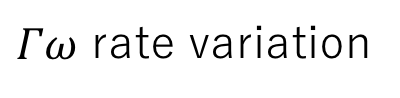 Γω rate variation